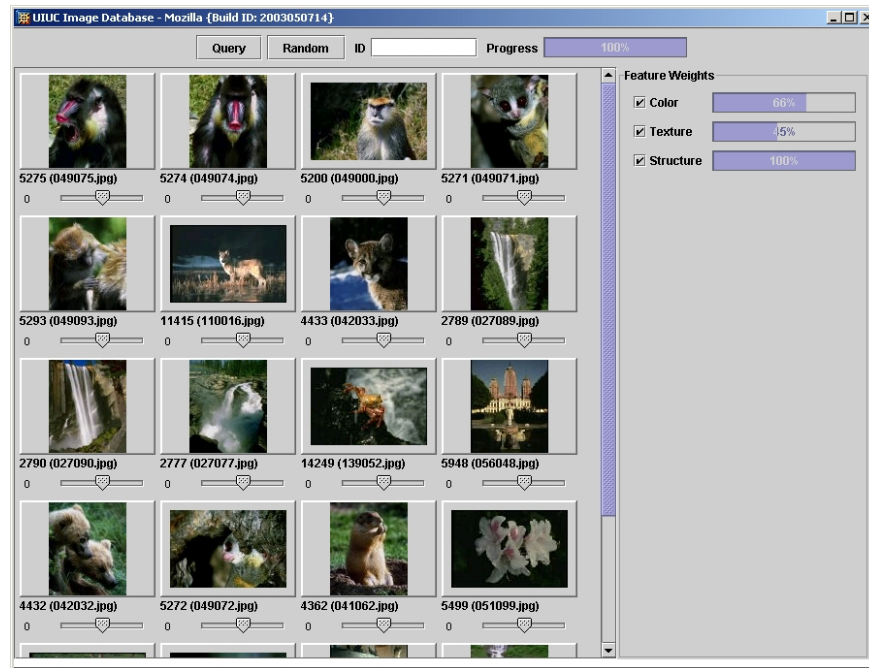 UIUC Image Database - Mozilla {Build ID: 2003050714}
Query Random ID Progress 100%
Feature Weights
Color 66%
Texture 45%
Structure 100%
5275 (049075.jpg) 5274 (049074.jpg) 5200 (049000.jpg) 5271 (049071.jpg)
0 0 0 0
5293 (049093.jpg) 11415 (110016.jpg) 4433 (042033.jpg) 2789 (027089.jpg)
0 0 0 0
2790 (027090.jpg) 2777 (027077.jpg) 14249 (139052.jpg) 5948 (056048.jpg)
0 0 0 0
4432 (042032.jpg) 5272 (049072.jpg) 4362 (041062.jpg) 5499 (051099.jpg)
0 0 0 0